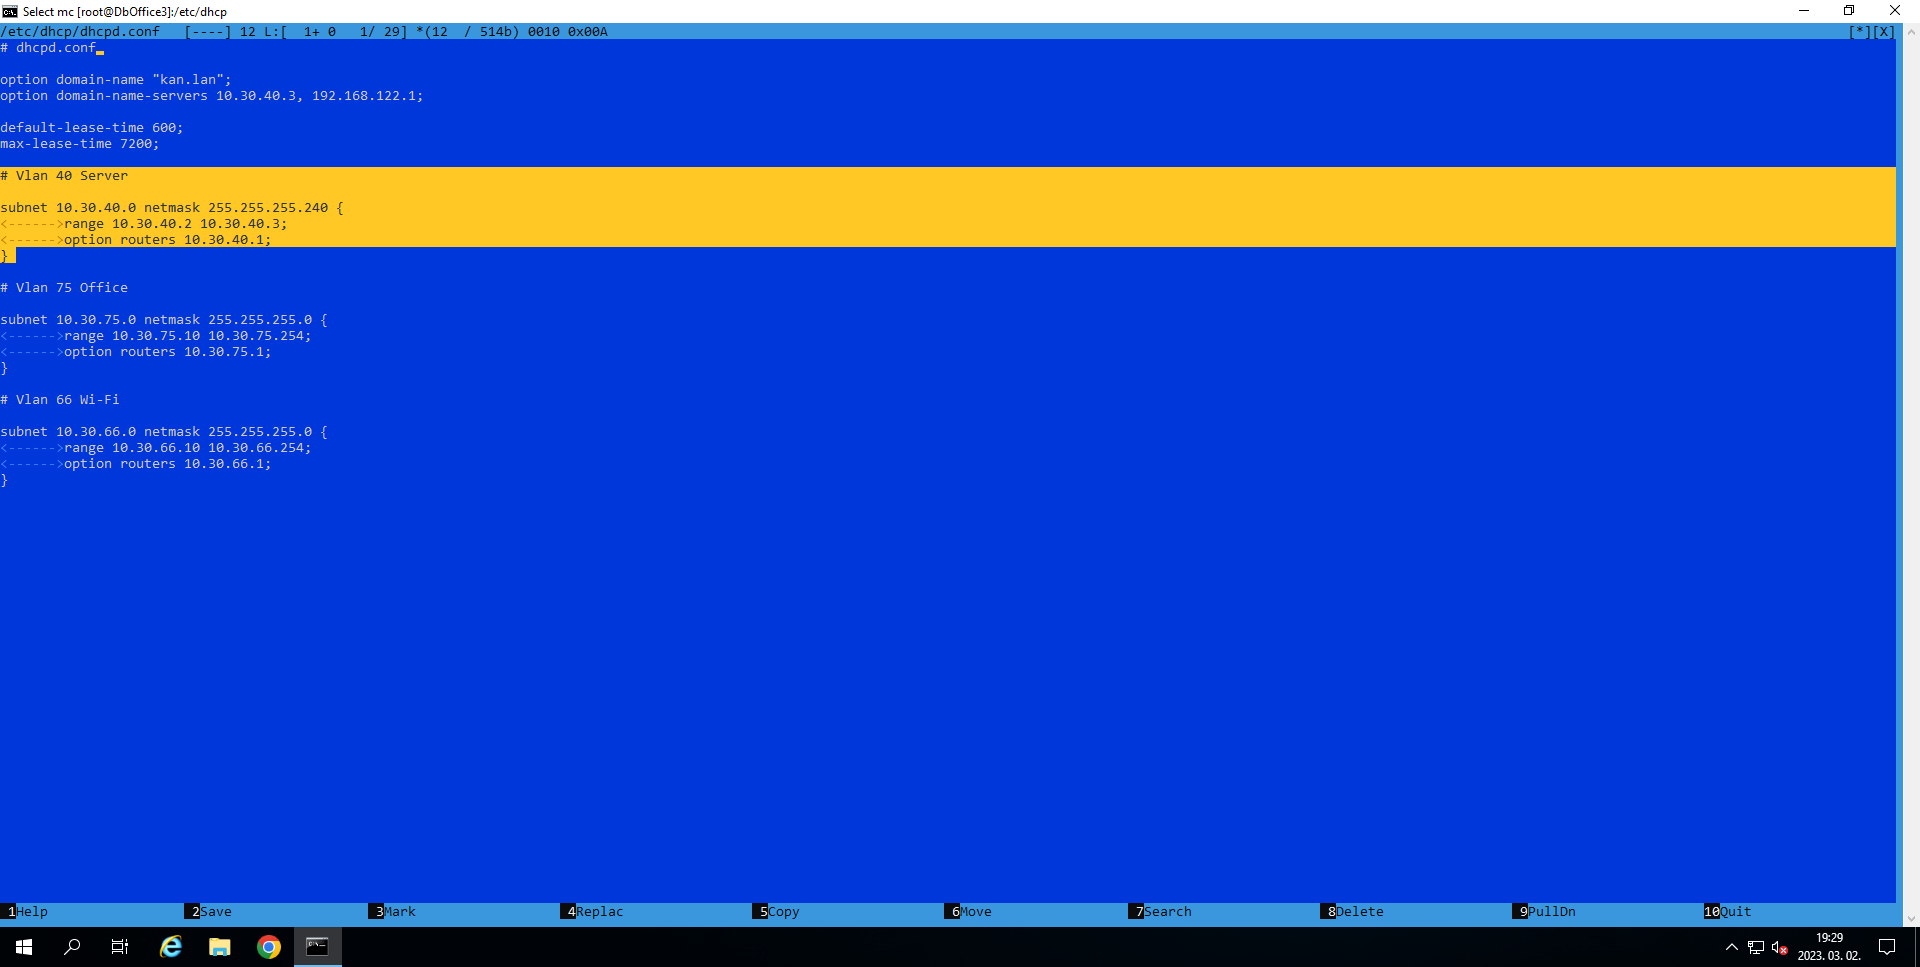 Select mc [root@DbOffice3]:/etc/dhcp
/etc/dhcp/dhcpd.conf   [----] 12 L:[  1+ 0   1/ 29] *(12  / 514b) 0010 0x00A [*][X]
# dhcpd.conf
option domain-name "kan.lan";
option domain-name-servers 10.30.40.3, 192.168.122.1;
default-lease-time 600;
max-lease-time 7200;
# Vlan 40 Server
subnet 10.30.40.0 netmask 255.255.255.240 {
<------>range 10.30.40.2 10.30.40.3;
<------>option routers 10.30.40.1;
}
# Vlan 75 Office
subnet 10.30.75.0 netmask 255.255.255.0 {
<------>range 10.30.75.10 10.30.75.254;
<------>option routers 10.30.75.1;
}
# Vlan 66 Wi-Fi
subnet 10.30.66.0 netmask 255.255.255.0 {
<------>range 10.30.66.10 10.30.66.254;
<------>option routers 10.30.66.1;
}
1Help 2Save 3Mark 4Replac 5Copy 6Move 7Search 8Delete 9PullDn 10Quit
19:29
2023. 03. 02.